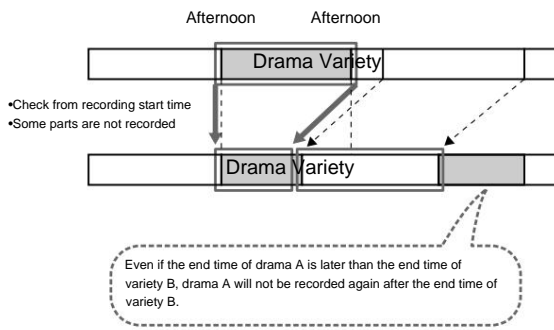 Afternoon Afternoon
Drama Variety
•Check from recording start time
•Some parts are not recorded
Drama Variety
Even if the end time of drama A is later than the end time of
variety B, drama A will not be recorded again after the end time of
variety B.